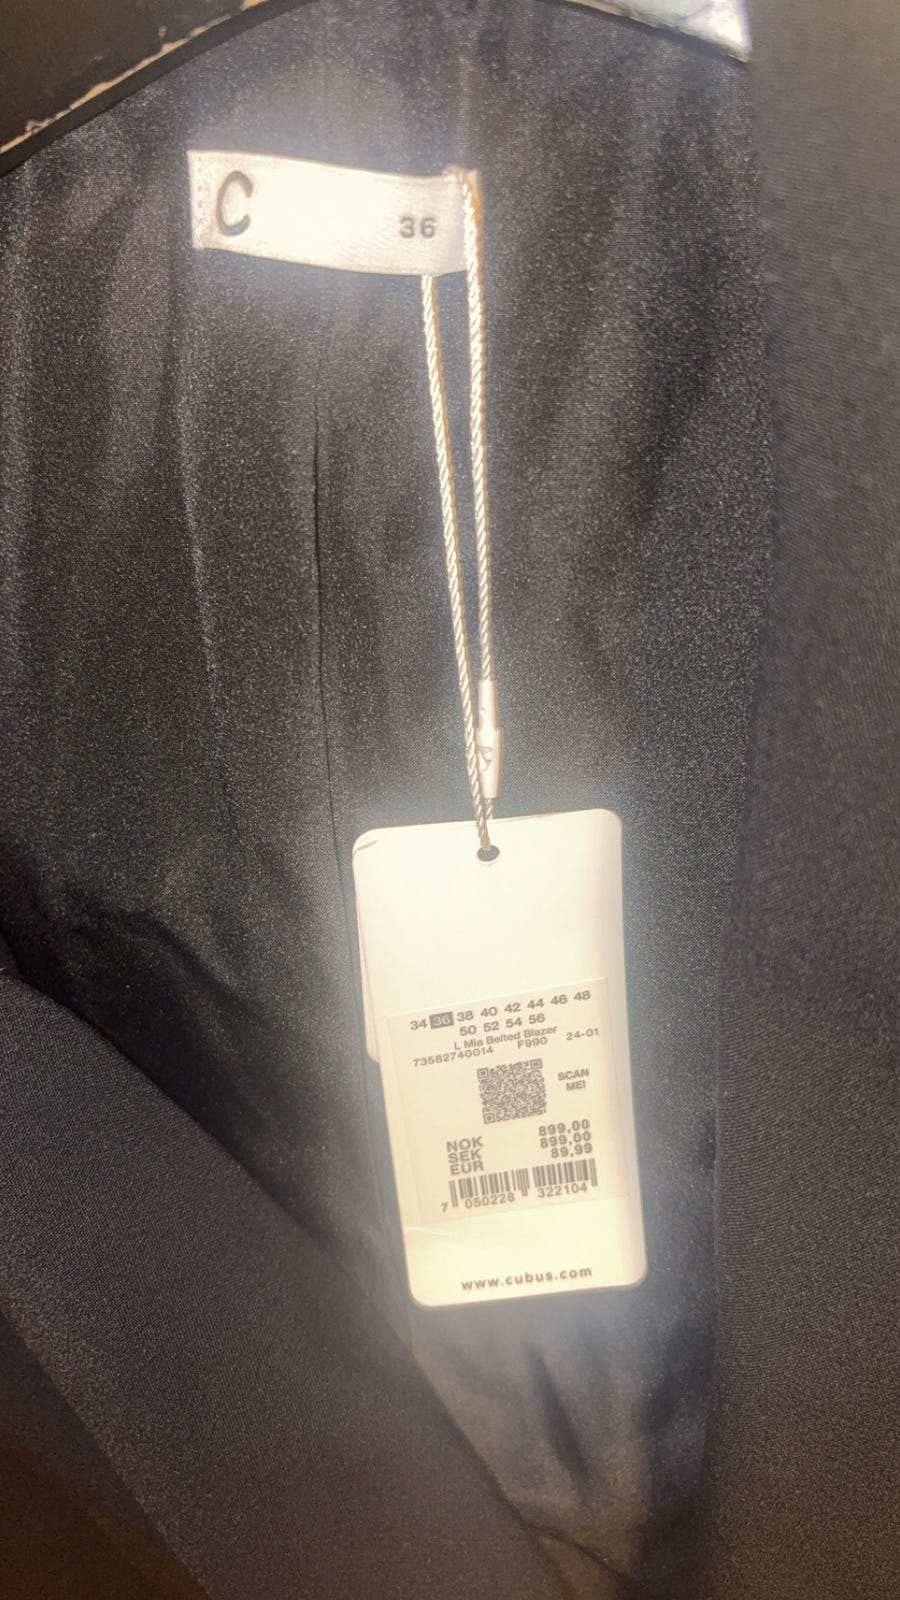 C
36
34 36 38 40 42 44 46 48
50 52 54 56
L Mia Belted Blazer
73582740014 F990 24-01
SCAN
ME!
NOK 899,00
SEK 899,00
EUR 89,99
7 050228 322104
www.cubus.com